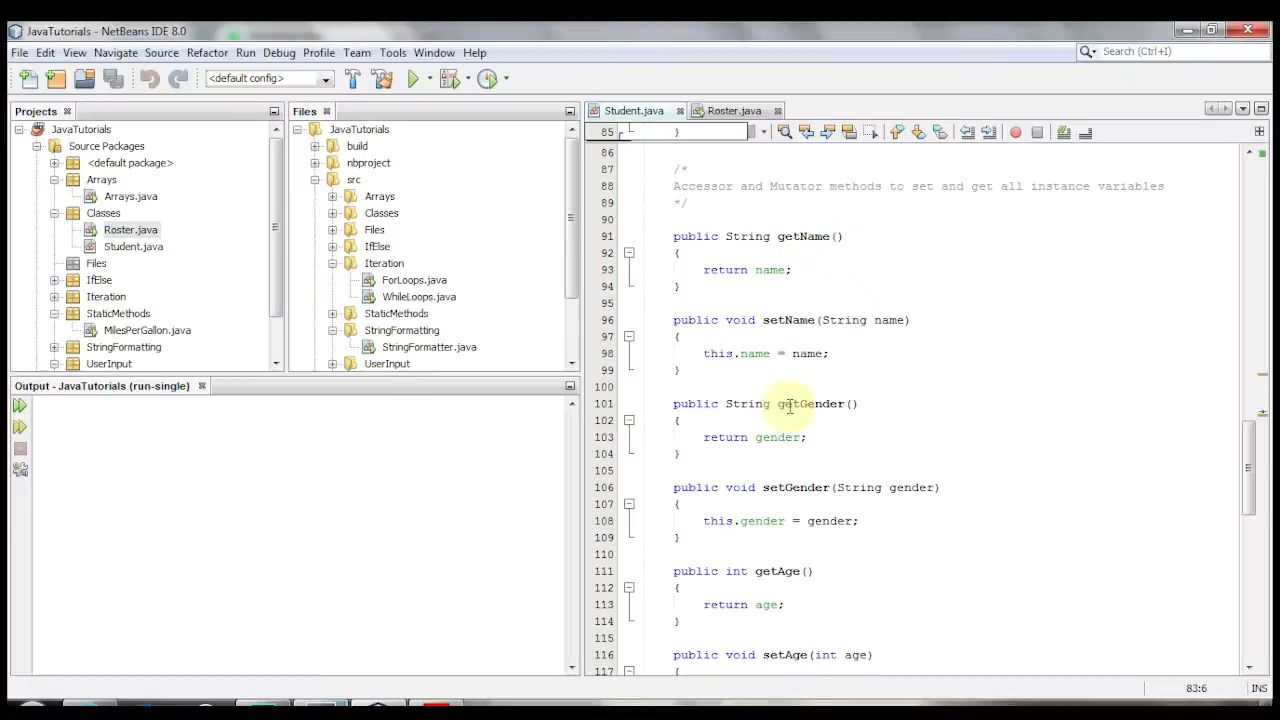 JavaTutorials - NetBeans IDE 8.0
File Edit View Navigate Source Refactor Run Debug Profile Team Tools Window Help
Search (Ctrl+I)
<default config>
Projects
JavaTutorials
Source Packages
<default package>
Arrays
Arrays.java
Classes
Roster.java
Student.java
Files
IfElse
Iteration
StaticMethods
MilesPerGallon.java
StringFormatting
UserInput
Files
JavaTutorials
build
nbproject
src
Arrays
Classes
Files
IfElse
Iteration
ForLoops.java
WhileLoops.java
StaticMethods
StringFormatting
StringFormatter.java
UserInput
Output - JavaTutorials (run-single)
Student.java Roster.java
85 }
86
87 /*
88 Accessor and Mutator methods to set and get all instance variables
89 */
90
91 public String getName()
92 {
93 return name;
94 }
95
96 public void setName(String name)
97 {
98 this.name = name;
99 }
100
101 public String getGender()
102 {
103 return gender;
104 }
105
106 public void setGender(String gender)
107 {
108 this.gender = gender;
109 }
110
111 public int getAge()
112 {
113 return age;
114 }
115
116 public void setAge(int age)
117 {
83:6 INS